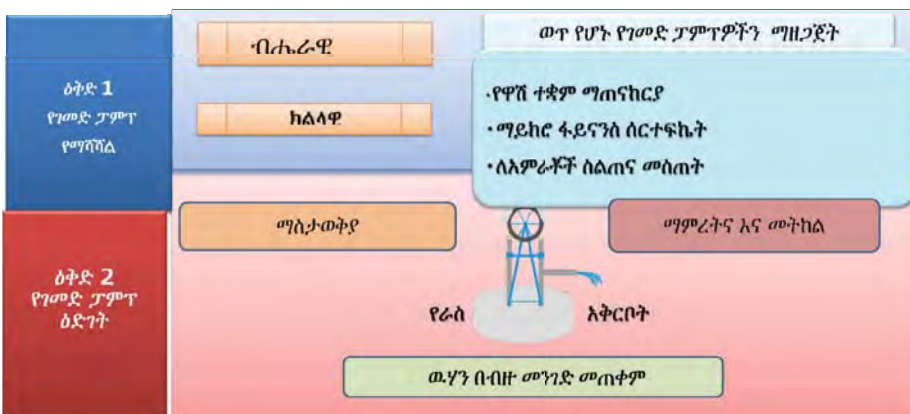 ዕቅድ 1
የገመድ ፓምፕ
የማሻሻል
ብሔራዊ
ክልላዊ
ወጥ የሆኑ የገመድ ፓምፕዎችን ማዘጋጀት
·የዋሽ ተቋም ማጠናከርያ
·ማይክሮ ፋይናንስ ሰርተፍኬት
·ለአምራቾች ስልጠና መስጠት
ዕቅድ 2
የገመድ ፓምፕ
ዕድገት
ማስታወቅያ
ማምረትና እና መትከል
የራስ አቅርቦት
ዉሃን በብዙ መንገድ መጠቀም